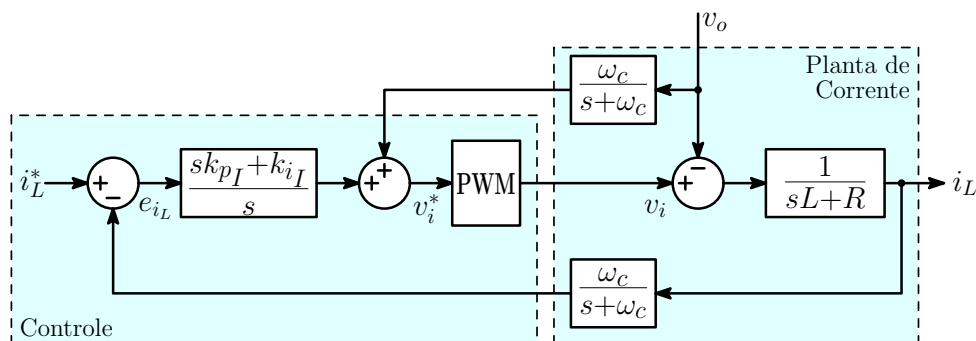 v_o
Planta de
Corrente
ω_c
s+ω_c
i_L^*
+
−
e_{i_L}
sk_{p_I}+k_{i_I}
s
+
+
v_i^*
PWM
v_i
+
−
1
sL+R
i_L
ω_c
s+ω_c
Controle